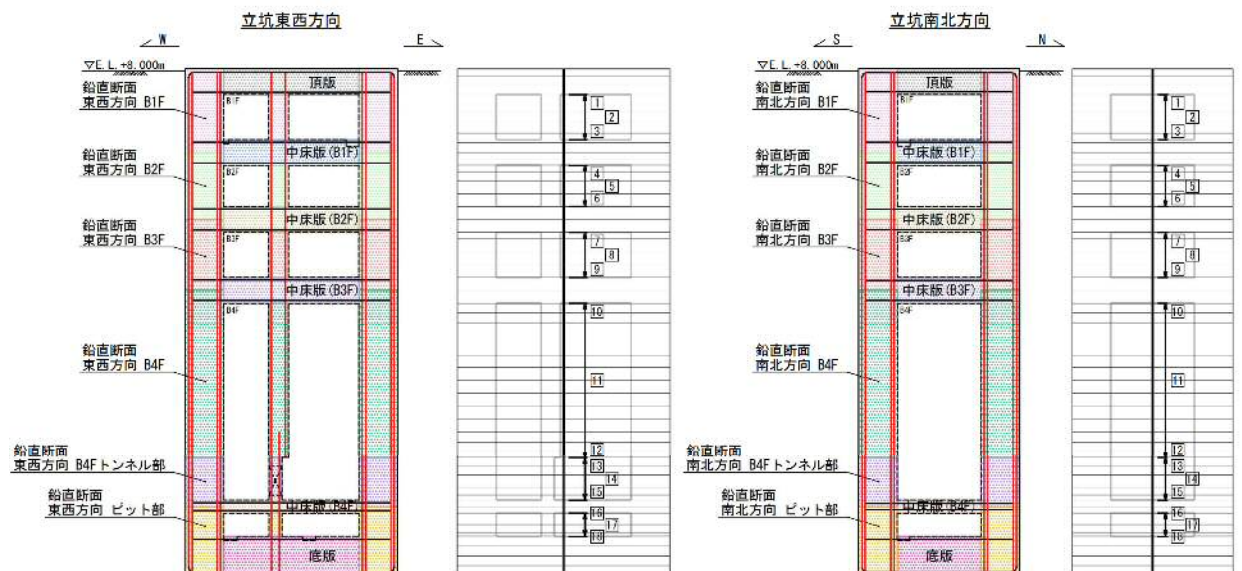 立坑東西方向
W
E
▽E.L.+8.000m
頂版
鉛直断面
東西方向 B1F
B1F
中床版(B1F)
鉛直断面
東西方向 B2F
B2F
中床版(B2F)
鉛直断面
東西方向 B3F
B3F
中床版(B3F)
B4F
鉛直断面
東西方向 B4F
鉛直断面
東西方向 B4Fトンネル部
鉛直断面
東西方向 ピット部
中床版(B4F)
底版
1
2
3
4
5
6
7
8
9
10
11
12
13
14
15
16
17
18
立坑南北方向
S
N
▽E.L.+8.000m
頂版
鉛直断面
南北方向 B1F
B1F
中床版(B1F)
鉛直断面
南北方向 B2F
B2F
中床版(B2F)
鉛直断面
南北方向 B3F
B3F
中床版(B3F)
B4F
鉛直断面
南北方向 B4F
鉛直断面
南北方向 B4Fトンネル部
鉛直断面
南北方向 ピット部
中床版(B4F)
底版
1
2
3
4
5
6
7
8
9
10
11
12
13
14
15
16
17
18